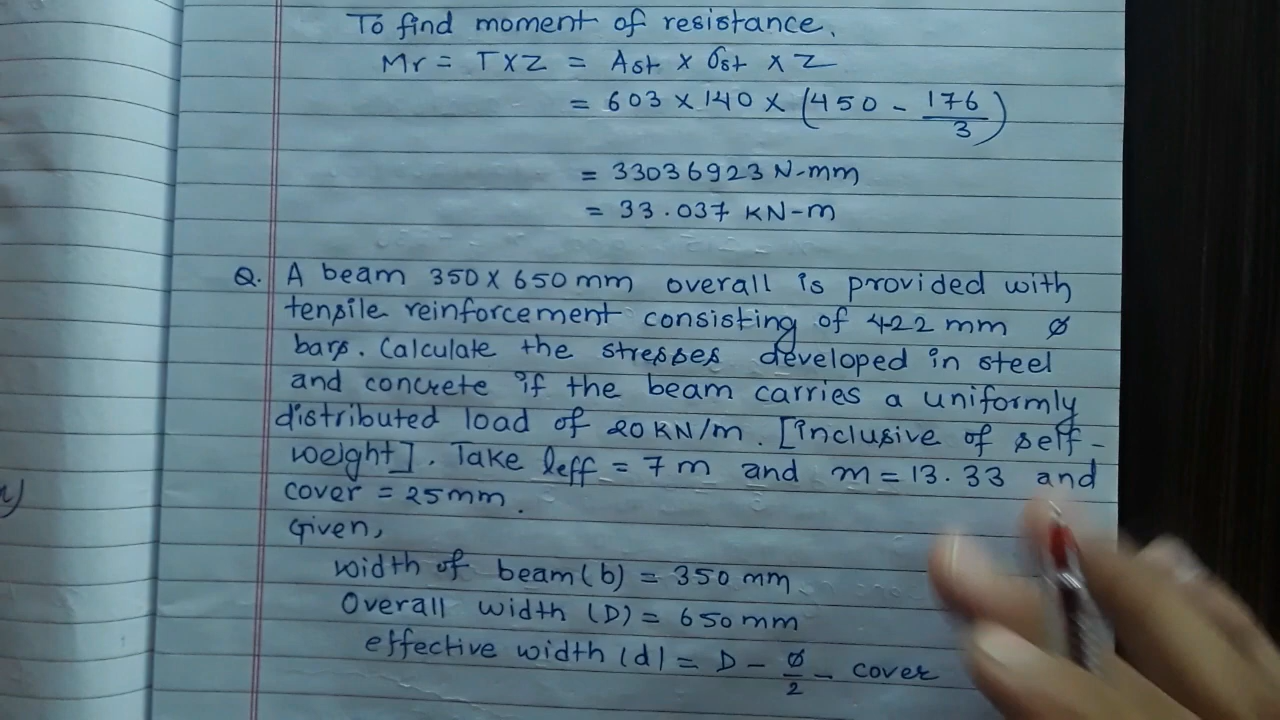 To find moment of resistance.
Mr = T X Z = Ast x σst x Z
= 603 x 140 x (450 - 176/3)
= 33036923 N-mm
= 33.037 KN-m
Q. A beam 350 X 650 mm overall is provided with
tensile reinforcement consisting of 4 22 mm ø
bars. Calculate the stresses developed in steel
and concrete if the beam carries a uniformly
distributed load of 20 KN/m. [inclusive of self-
weight]. Take leff = 7 m and m = 13.33 and
cover = 25 mm.
Given,
width of beam (b) = 350 mm
Overall width (D) = 650 mm
effective width (d) = D - ø/2 - cover